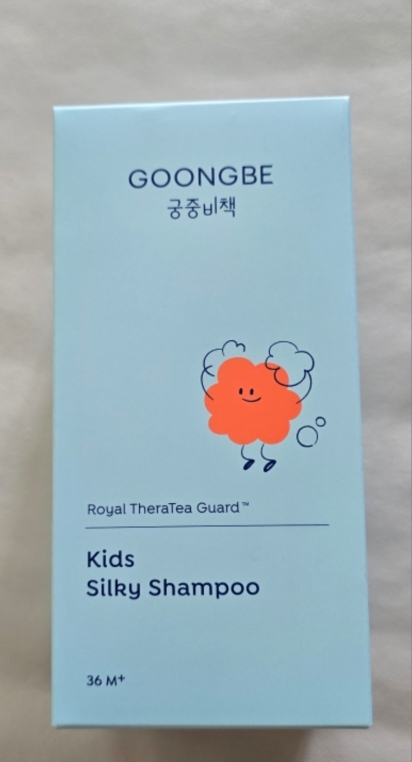 GOONGBE
궁중비책
Royal TheraTea Guard™
Kids
Silky Shampoo
36 M+